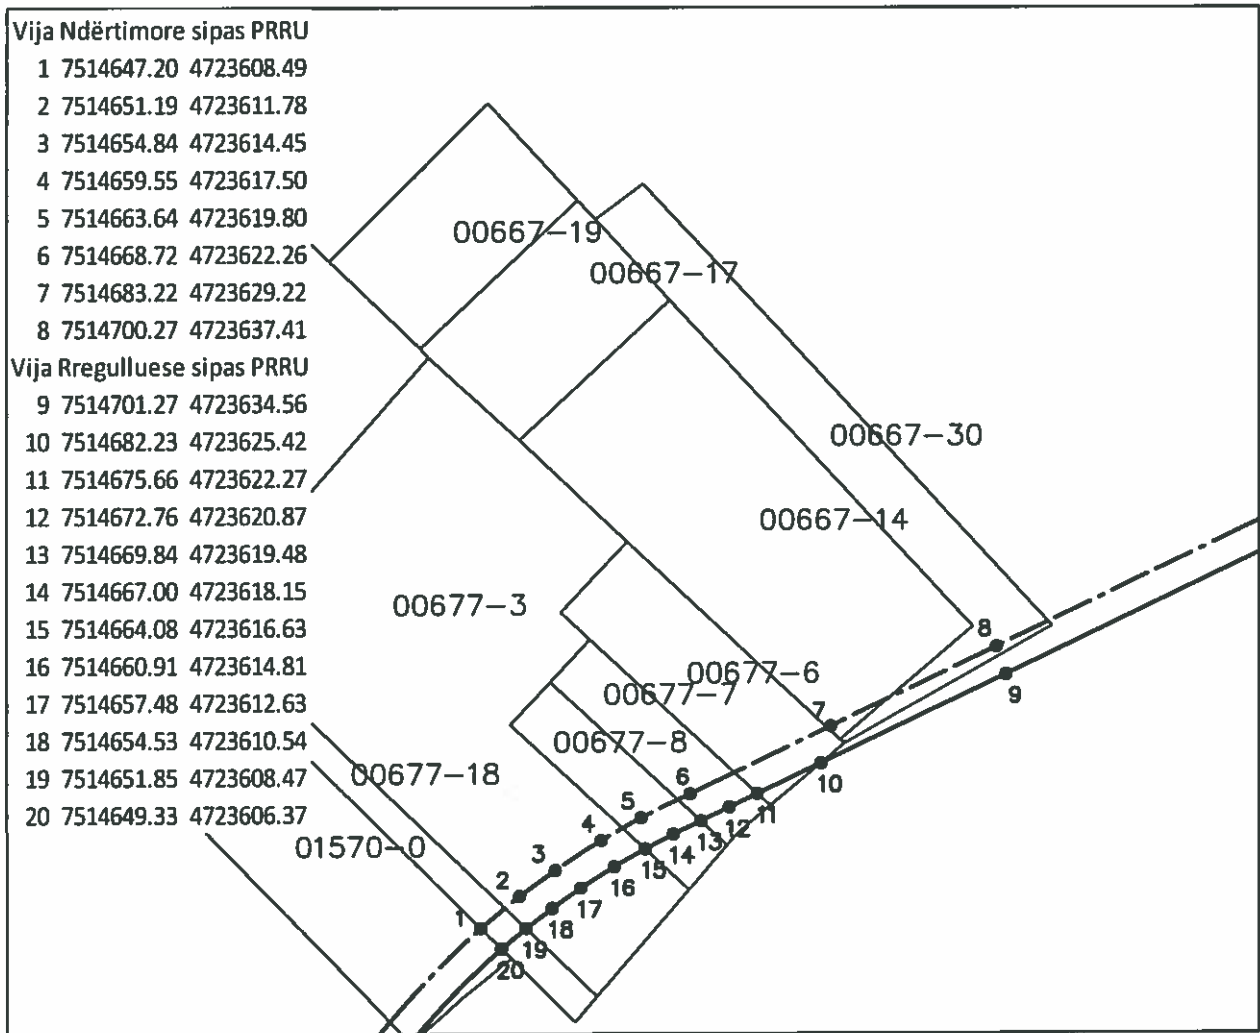 Vija Ndërtimore sipas PRRU
1 7514647.20 4723608.49
2 7514651.19 4723611.78
3 7514654.84 4723614.45
4 7514659.55 4723617.50
5 7514663.64 4723619.80
6 7514668.72 4723622.26
7 7514683.22 4723629.22
8 7514700.27 4723637.41
Vija Rregulluese sipas PRRU
9 7514701.27 4723634.56
10 7514682.23 4723625.42
11 7514675.66 4723622.27
12 7514672.76 4723620.87
13 7514669.84 4723619.48
14 7514667.00 4723618.15
15 7514664.08 4723616.63
16 7514660.91 4723614.81
17 7514657.48 4723612.63
18 7514654.53 4723610.54
19 7514651.85 4723608.47
20 7514649.33 4723606.37
00667-19
00667-17
00667-30
00667-14
00677-3
00677-6
00677-7
00677-8
00677-18
01570-0
8
9
7
10
6
11
5
12
13
4
14
15
3
16
2
17
1
18
19
20